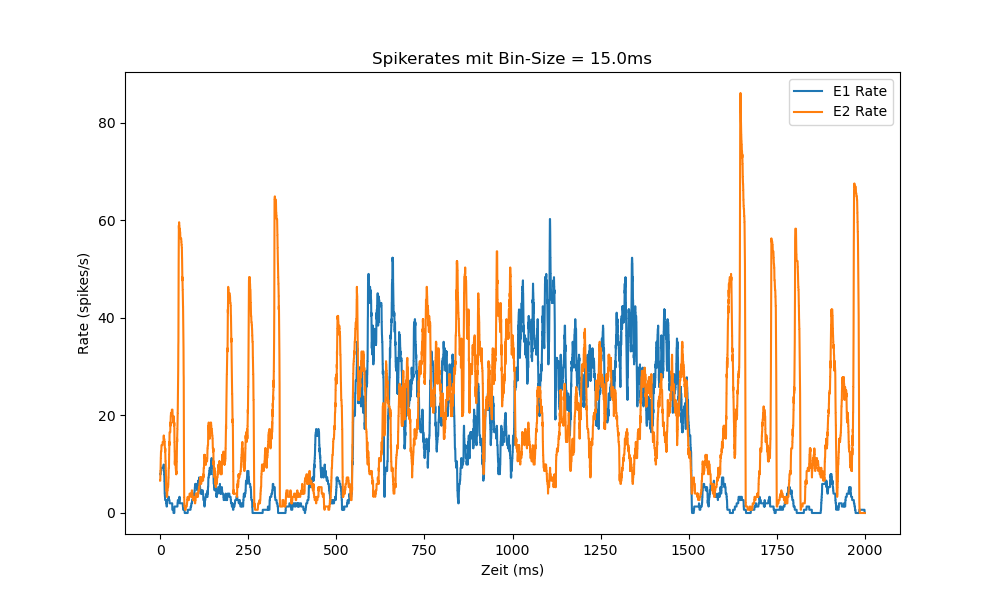 Spikerates mit Bin-Size = 15.0ms
E1 Rate
E2 Rate
Rate (spikes/s)
80
60
40
20
0
0 250 500 750 1000 1250 1500 1750 2000
Zeit (ms)